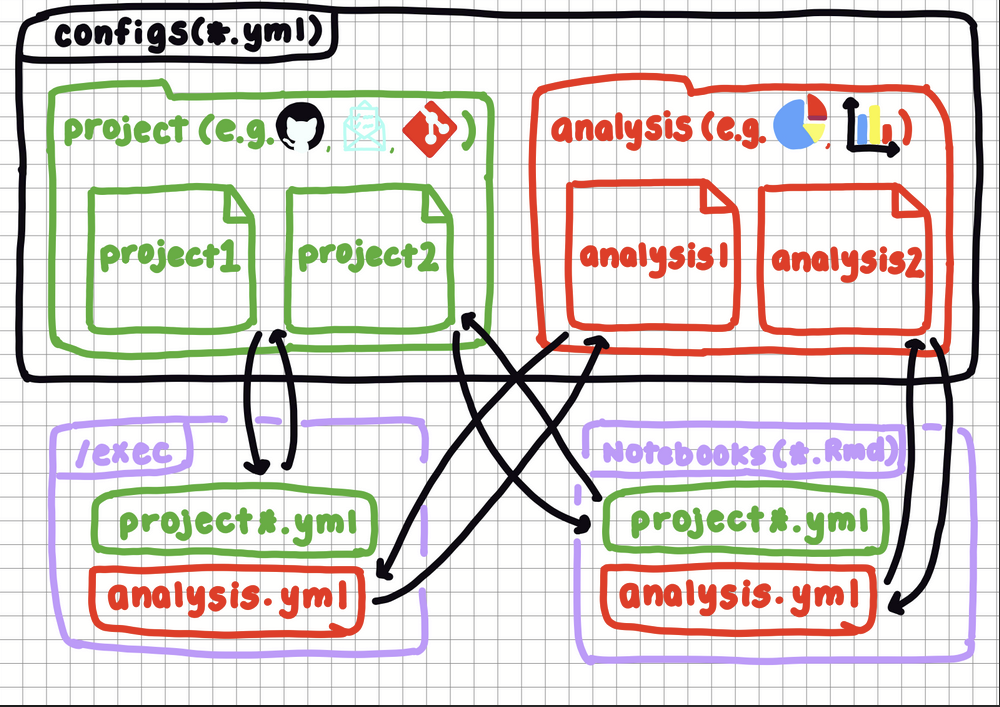 configs(*.yml)
project (e.g. , , )
analysis (e.g. , )
project1
project2
analysis1
analysis2
/exec
project*.yml
analysis.yml
Notebooks(*.Rmd)
project*.yml
analysis.yml